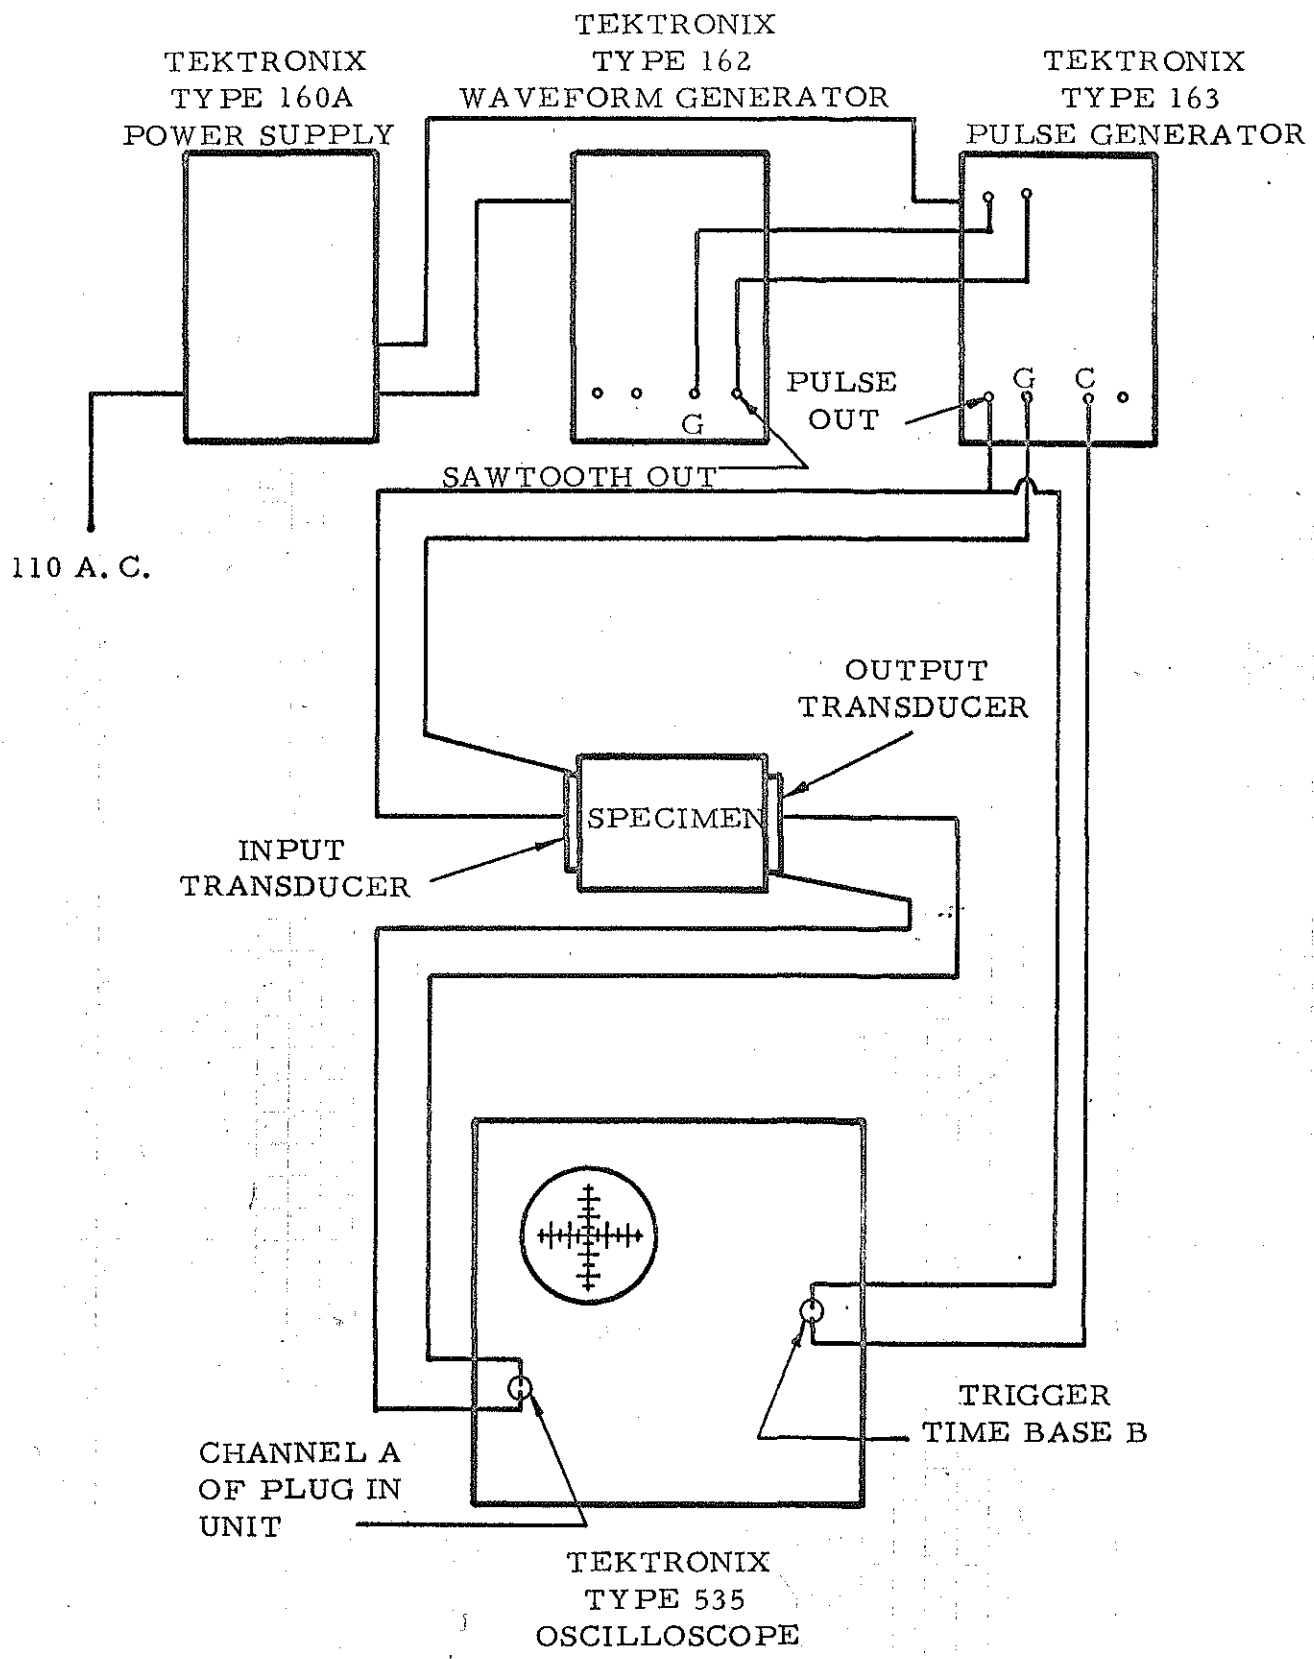 TEKTRONIX
TYPE 160A
POWER SUPPLY
TEKTRONIX
TYPE 162
WAVEFORM GENERATOR
TEKTRONIX
TYPE 163
PULSE GENERATOR
G
SAWTOOTH OUT
PULSE
OUT
G
C
110 A. C.
OUTPUT
TRANSDUCER
SPECIMEN
INPUT
TRANSDUCER
TRIGGER
TIME BASE B
CHANNEL A
OF PLUG IN
UNIT
TEKTRONIX
TYPE 535
OSCILLOSCOPE